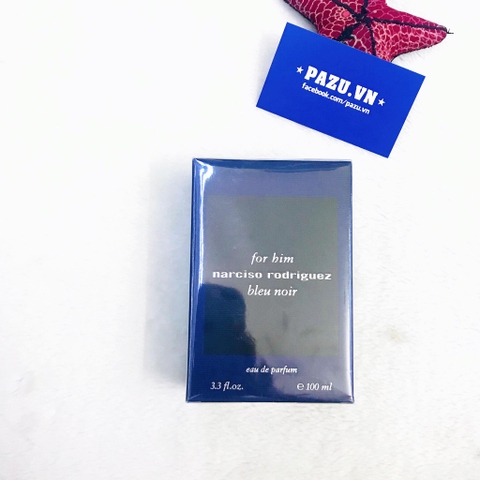 PAZU.VN
facebook.com/pazu.vn
for him
narciso rodriguez
bleu noir
eau de parfum
3.3 fl.oz. ℮ 100 ml